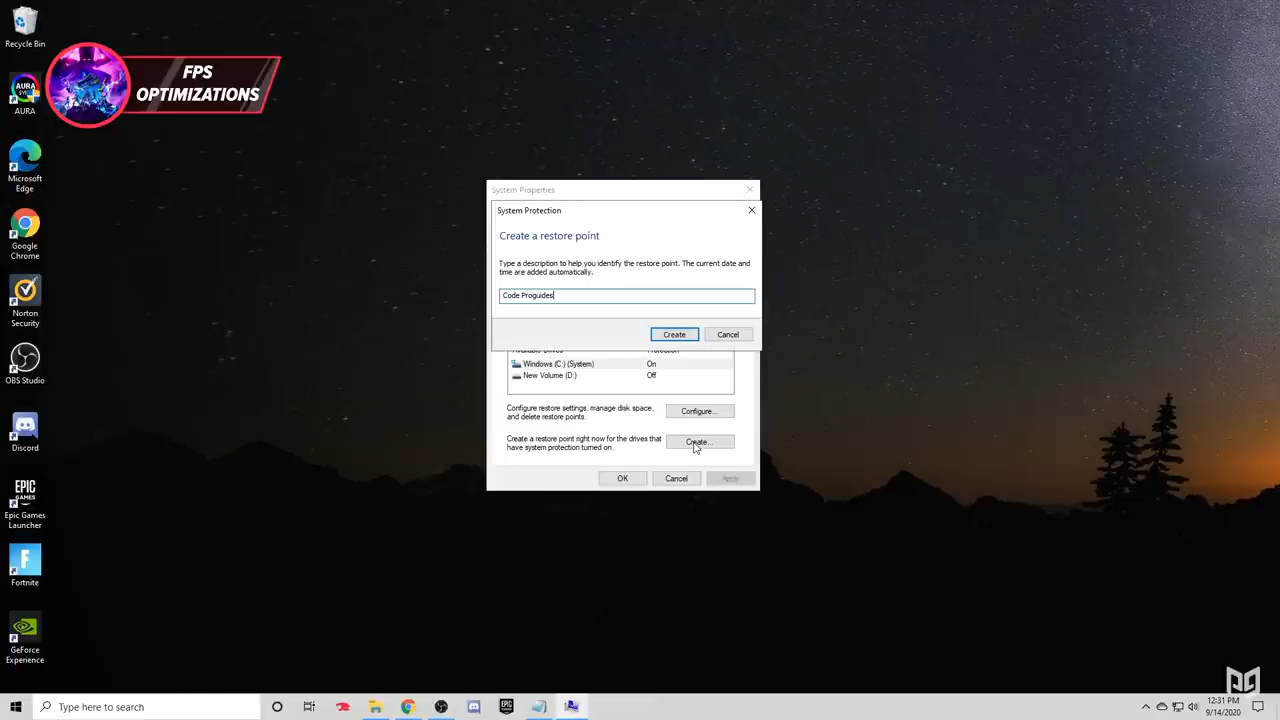 Recycle Bin
AURA
AURA
FPS
OPTIMIZATIONS
Microsoft
Edge
Google
Chrome
Norton
Security
OBS Studio
Discord
EPIC
GAMES
Epic Games
Launcher
F
Fortnite
GeForce
Experience
System Properties
System Protection
Create a restore point
Type a description to help you identify the restore point. The current date and
time are added automatically.
Code Proguides
Create
Cancel
Available Drives Protection
Windows (C:) (System) On
New Volume (D:) Off
Configure restore settings, manage disk space,
and delete restore points.
Configure...
Create a restore point right now for the drives that
have system protection turned on.
Create...
OK
Cancel
Apply
Type here to search
12:31 PM
9/14/2020